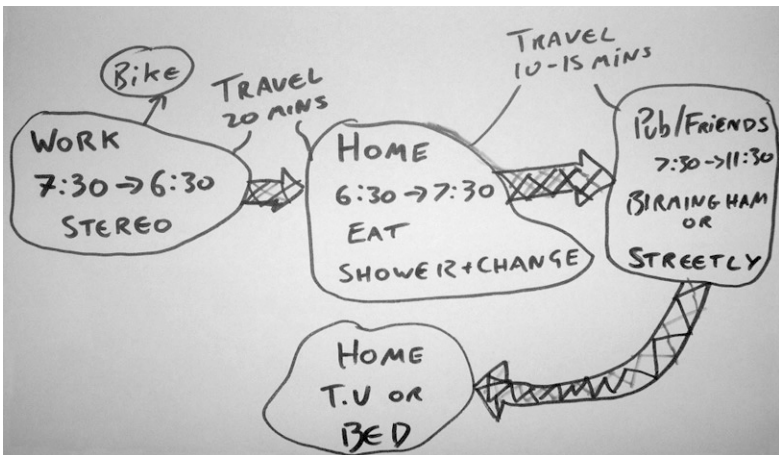 Bike
TRAVEL
20 MINS
WORK
7:30→6:30
STEREO
HOME
6:30→7:30
EAT
SHOWER+CHANGE
TRAVEL
10-15 MINS
Pub/FRIENDS
7:30→11:30
BIRMINGHAM
OR
STREETLY
HOME
T.V OR
BED